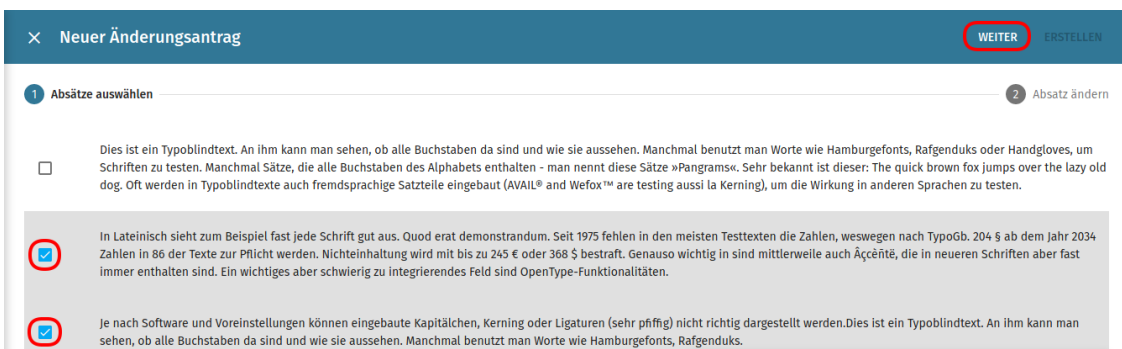 Neuer Änderungsantrag
WEITER
ERSTELLEN
1 Absätze auswählen
2 Absatz ändern
Dies ist ein Typoblindtext. An ihm kann man sehen, ob alle Buchstaben da sind und wie sie aussehen. Manchmal benutzt man Worte wie Hamburgefonts, Rafgenduks oder Handgloves, um
Schriften zu testen. Manchmal Sätze, die alle Buchstaben des Alphabets enthalten - man nennt diese Sätze »Pangrams«. Sehr bekannt ist dieser: The quick brown fox jumps over the lazy old
dog. Oft werden in Typoblindtexte auch fremdsprachige Satzteile eingebaut (AVAIL® and Wefox™ are testing aussi la Kerning), um die Wirkung in anderen Sprachen zu testen.
In Lateinisch sieht zum Beispiel fast jede Schrift gut aus. Quod erat demonstrandum. Seit 1975 fehlen in den meisten Testtexten die Zahlen, weswegen nach TypoGb. 204 § ab dem Jahr 2034
Zahlen in 86 der Texte zur Pflicht werden. Nichteinhaltung wird mit bis zu 245 € oder 368 $ bestraft. Genauso wichtig in sind mittlerweile auch Âçcèñtë, die in neueren Schriften aber fast
immer enthalten sind. Ein wichtiges aber schwierig zu integrierendes Feld sind OpenType-Funktionalitäten.
Je nach Software und Voreinstellungen können eingebaute Kapitälchen, Kerning oder Ligaturen (sehr pfiffig) nicht richtig dargestellt werden.Dies ist ein Typoblindtext. An ihm kann man
sehen, ob alle Buchstaben da sind und wie sie aussehen. Manchmal benutzt man Worte wie Hamburgefonts, Rafgenduks.